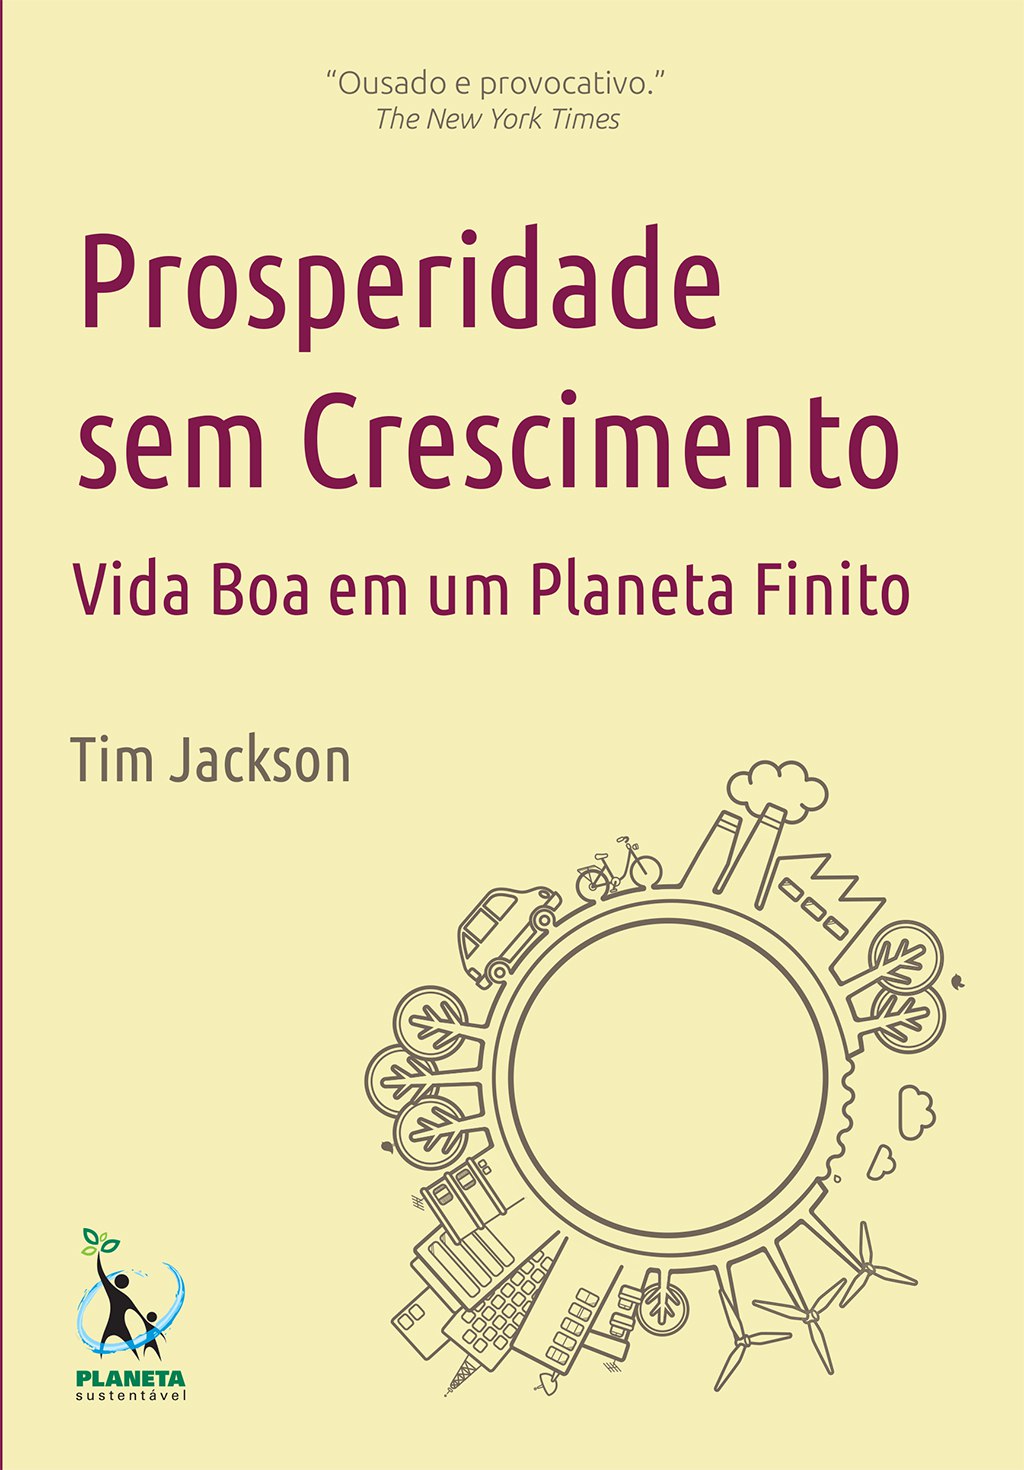 “Ousado e provocativo.”
The New York Times
Prosperidade
sem Crescimento
Vida Boa em um Planeta Finito
Tim Jackson
PLANETA
sustentável